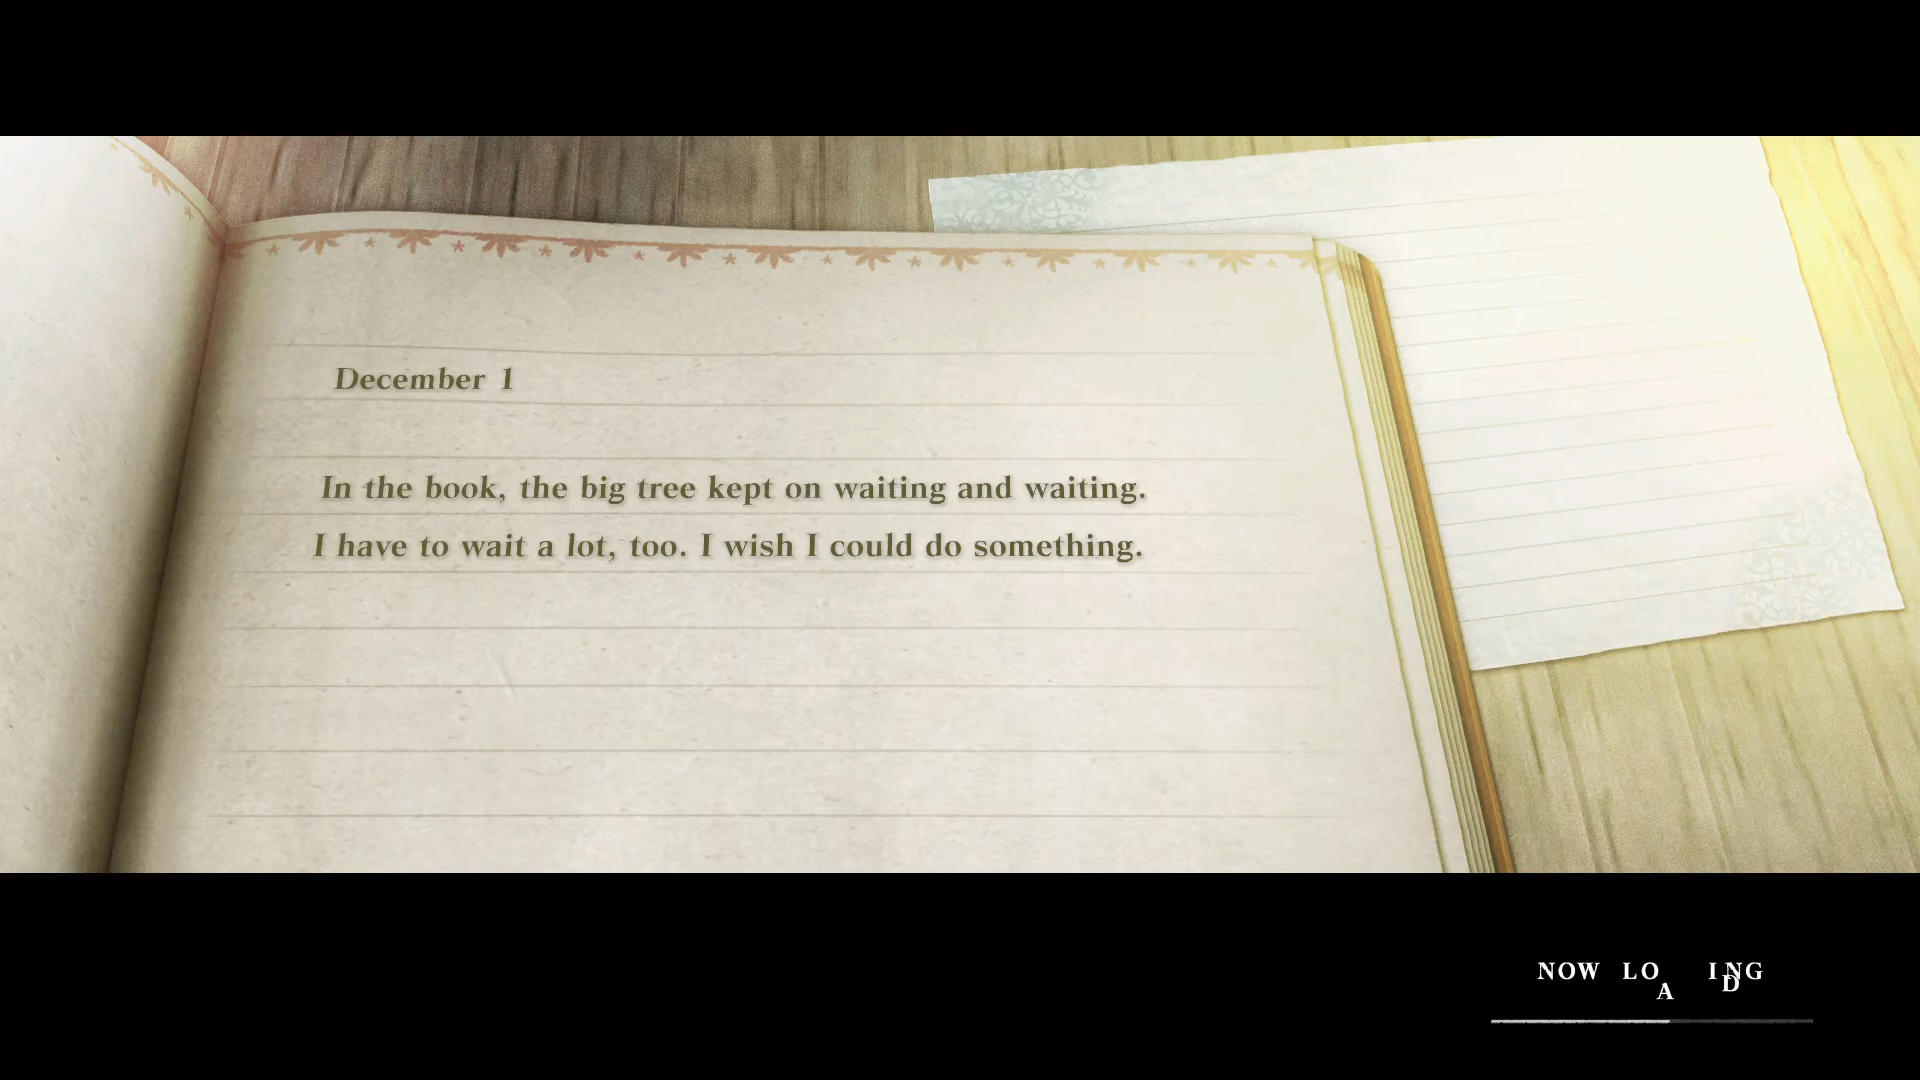 December 1
In the book, the big tree kept on waiting and waiting.
I have to wait a lot, too. I wish I could do something.
NOW LOADING